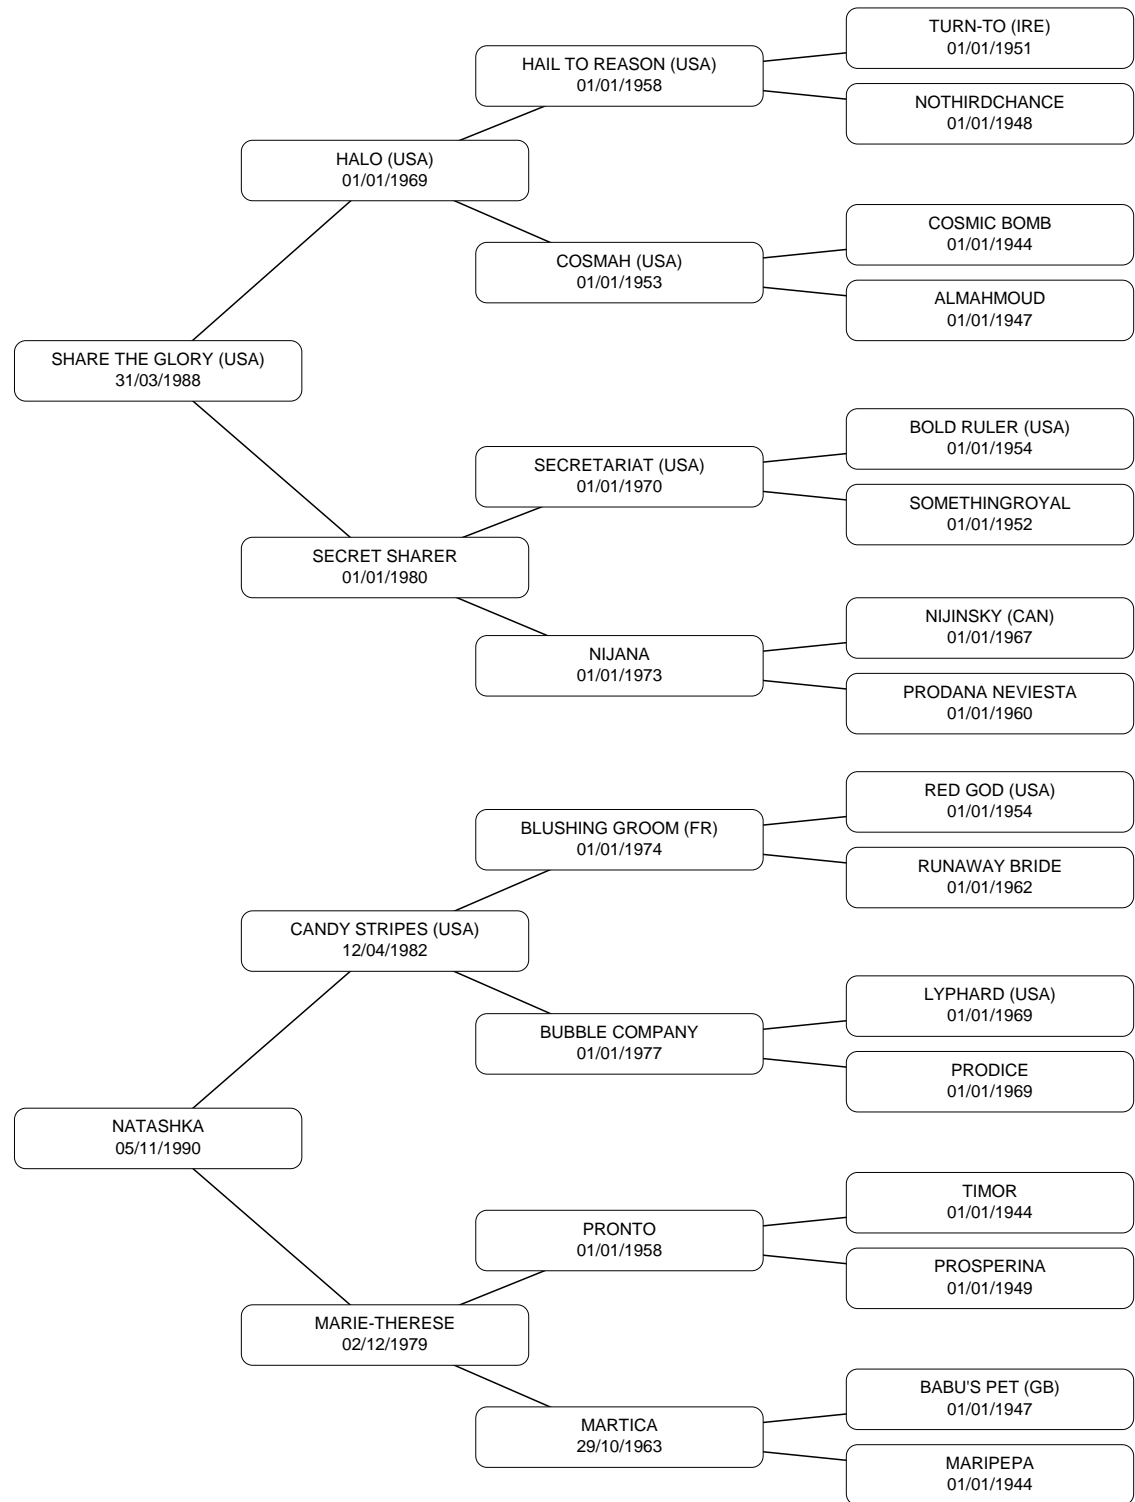 TURN-TO (IRE)
01/01/1951
HAIL TO REASON (USA)
01/01/1958
NOTHIRDCHANCE
01/01/1948
HALO (USA)
01/01/1969
COSMIC BOMB
01/01/1944
COSMAH (USA)
01/01/1953
ALMAHMOUD
01/01/1947
SHARE THE GLORY (USA)
31/03/1988
BOLD RULER (USA)
01/01/1954
SECRETARIAT (USA)
01/01/1970
SOMETHINGROYAL
01/01/1952
SECRET SHARER
01/01/1980
NIJINSKY (CAN)
01/01/1967
NIJANA
01/01/1973
PRODANA NEVIESTA
01/01/1960
RED GOD (USA)
01/01/1954
BLUSHING GROOM (FR)
01/01/1974
RUNAWAY BRIDE
01/01/1962
CANDY STRIPES (USA)
12/04/1982
LYPHARD (USA)
01/01/1969
BUBBLE COMPANY
01/01/1977
PRODICE
01/01/1969
NATASHKA
05/11/1990
TIMOR
01/01/1944
PRONTO
01/01/1958
PROSPERINA
01/01/1949
MARIE-THERESE
02/12/1979
BABU'S PET (GB)
01/01/1947
MARTICA
29/10/1963
MARIPEPA
01/01/1944